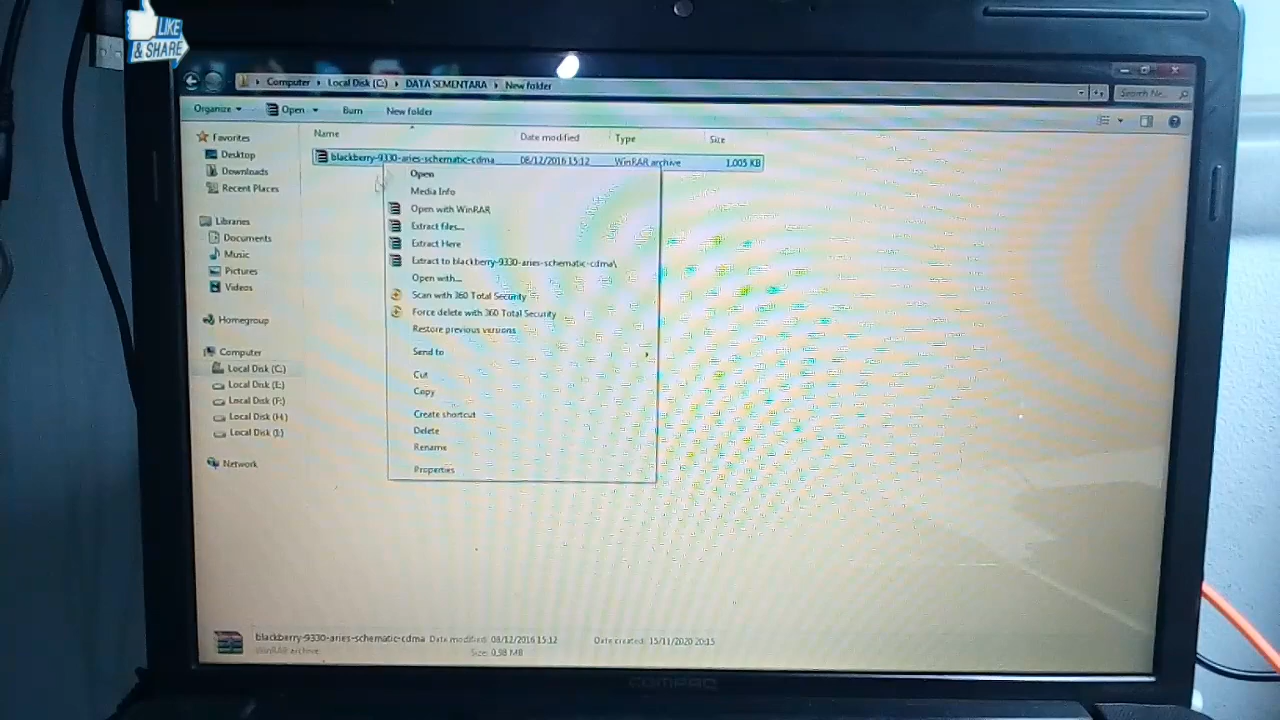 LIKE
& SHARE
Computer
Local Disk (C:)
DATA SEMENTARA
New folder
Search Ne...
Organize
Open
Burn
New folder
Name
Date modified
Type
Size
Favorites
Desktop
Downloads
Recent Places
Libraries
Documents
Music
Pictures
Videos
Homegroup
Computer
Local Disk (C:)
Local Disk (E:)
Local Disk (F:)
Local Disk (H:)
Local Disk (I:)
Network
blackberry-9330-aries-schematic-cdma 08/12/2016 15:12 WinRAR archive 1.005 KB
Open
Media Info
Open with WinRAR
Extract files...
Extract Here
Extract to blackberry-9330-aries-schematic-cdma\
Open with...
Scan with 360 Total Security
Force delete with 360 Total Security
Restore previous versions
Send to
Cut
Copy
Create shortcut
Delete
Rename
Properties
blackberry-9330-aries-schematic-cdma Date modified: 08/12/2016 15:12 Date created: 15/11/2020 20:15
WinRAR archive Size: 0,98 MB
COMPAQ